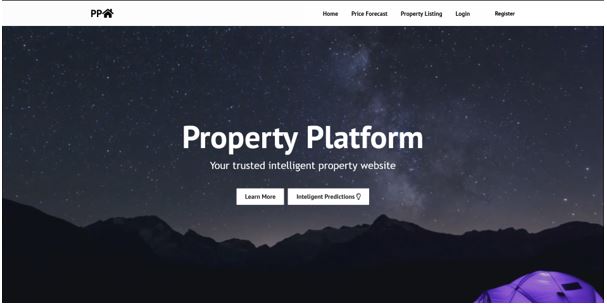 PP
Home Price Forecast Property Listing Login Register
Property Platform
Your trusted intelligent property website
Learn More Inteligent Predictions